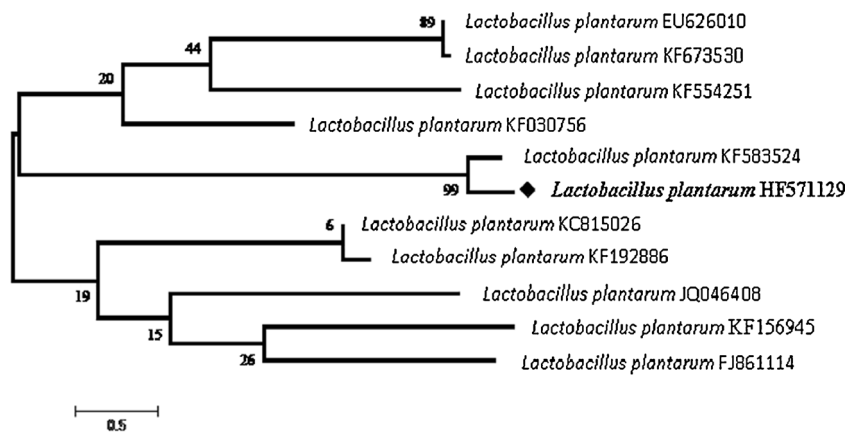 89
Lactobacillus plantarum EU626010
44
Lactobacillus plantarum KF673530
20
Lactobacillus plantarum KF554251
Lactobacillus plantarum KF030756
Lactobacillus plantarum KF583524
99
Lactobacillus plantarum HF571129
6
Lactobacillus plantarum KC815026
Lactobacillus plantarum KF192886
19
Lactobacillus plantarum JQ046408
15
Lactobacillus plantarum KF156945
26
Lactobacillus plantarum FJ861114
0.5